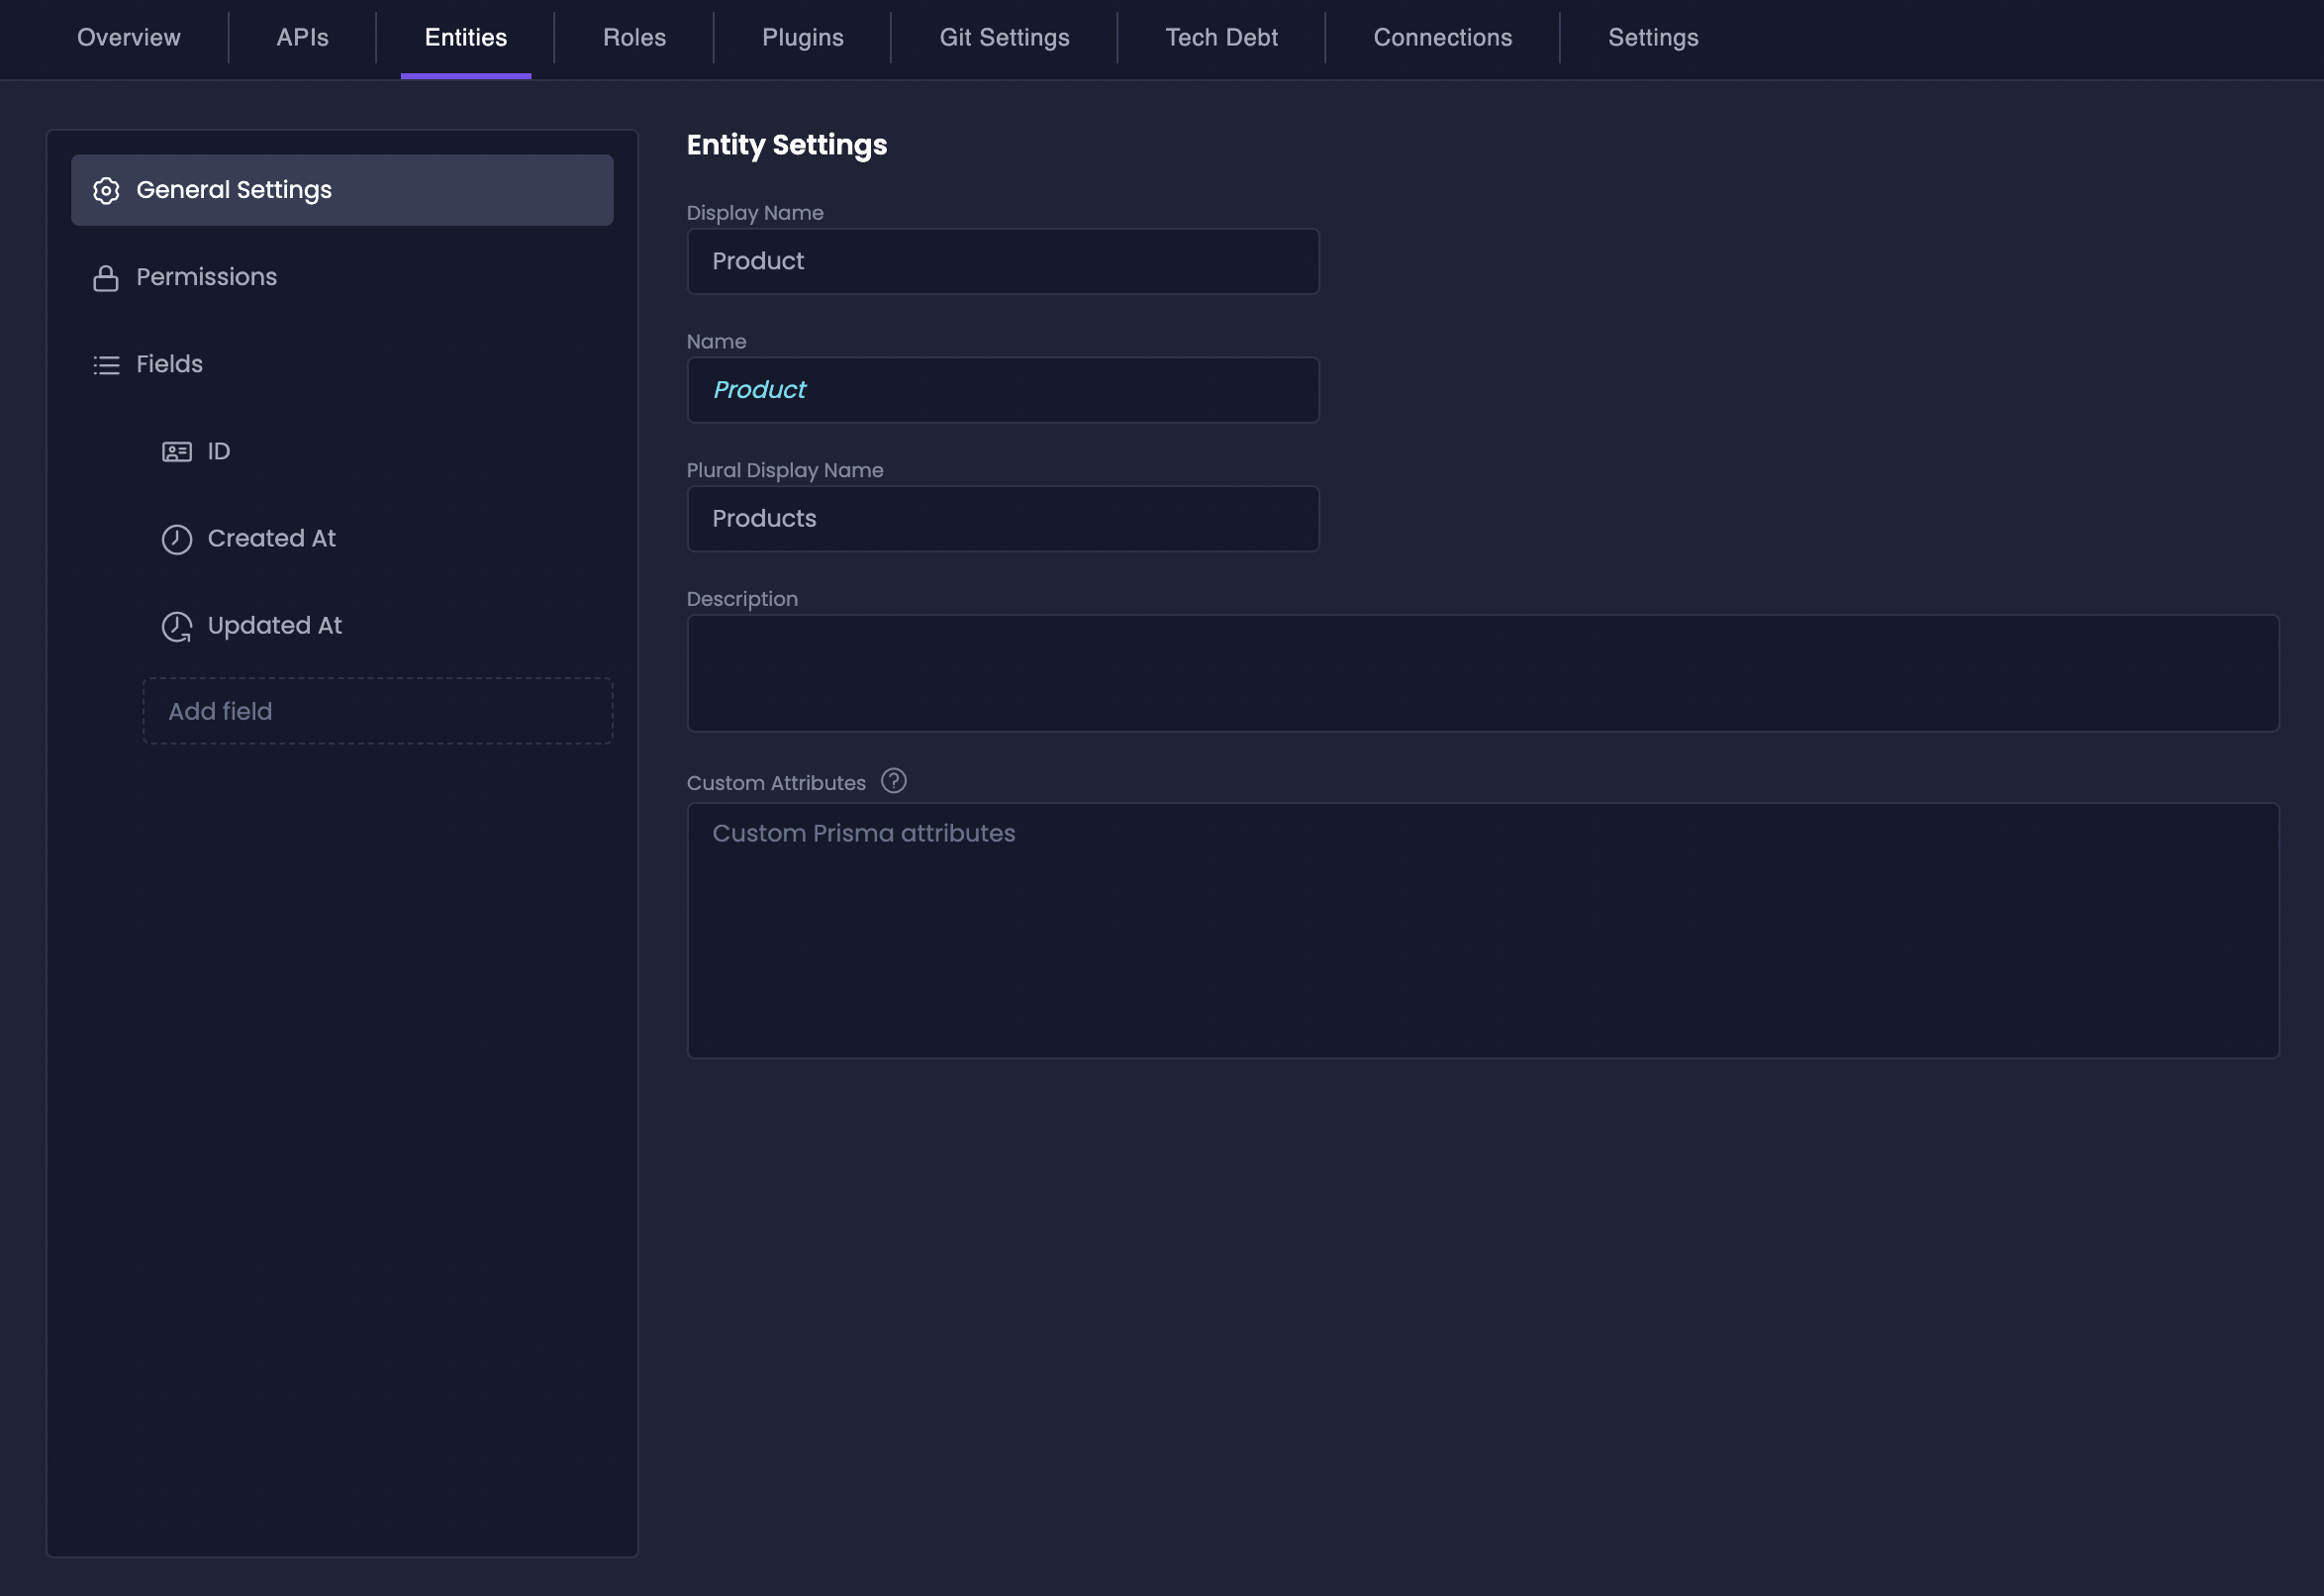 Overview APIs Entities Roles Plugins Git Settings Tech Debt Connections Settings
General Settings
Permissions
Fields
ID
Created At
Updated At
Add field
Entity Settings
Display Name
Product
Name
Product
Plural Display Name
Products
Description
Custom Attributes ?
Custom Prisma attributes